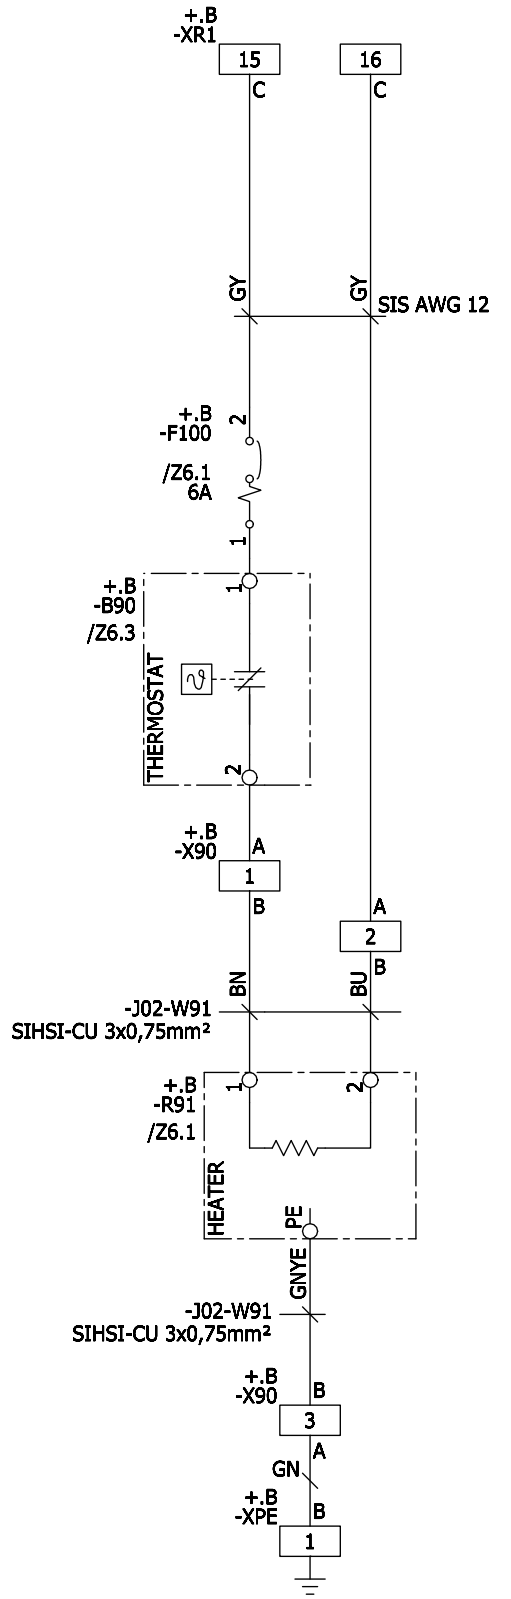 +.B
-XR1
15
16
C
C
GY
GY
SIS AWG 12
+.B
-F100
2
/Z6.1
6A
1
+.B
-B90
/Z6.3
1
THERMOSTAT
ϑ
2
+.B
-X90
A
1
B
A
2
B
BN
BU
-J02-W91
SIHSI-CU 3x0,75mm²
+.B
-R91
/Z6.1
1
2
HEATER
PE
GNYE
-J02-W91
SIHSI-CU 3x0,75mm²
+.B
-X90
B
3
A
GN
+.B
-XPE
B
1